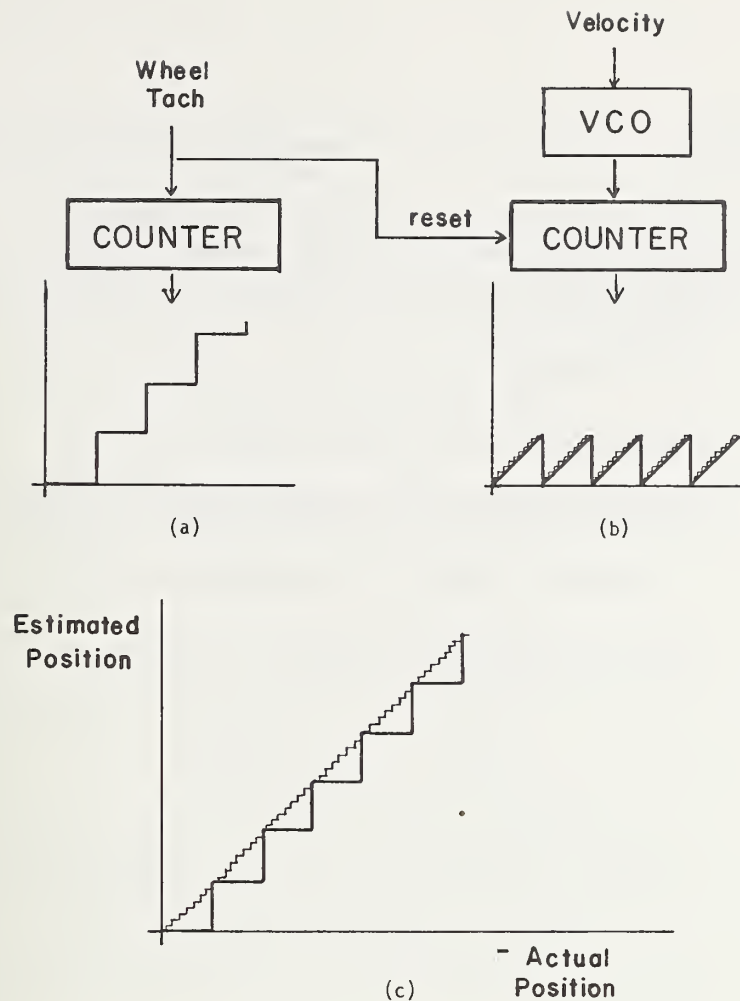 Velocity
Wheel
Tach
VCO
reset
COUNTER
COUNTER
(a)
(b)
Estimated
Position
Actual
Position
(c)